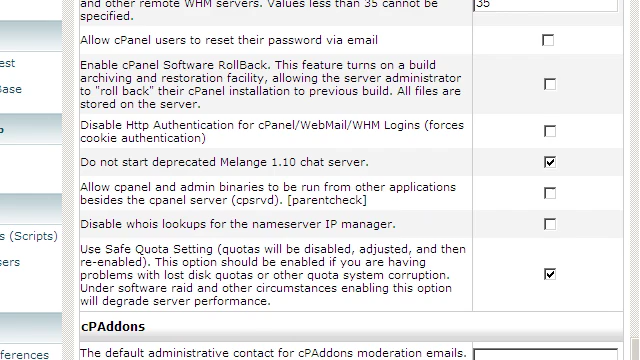 and other remote WHM servers. Values less than 35 cannot be
35
specified.
Allow cPanel users to reset their password via email
Enable cPanel Software RollBack. This feature turns on a build
archiving and restoration facility, allowing the server administrator
to "roll back" their cPanel installation to previous build. All files are
stored on the server.
Disable Http Authentication for cPanel/WebMail/WHM Logins (forces
cookie authentication)
Do not start deprecated Melange 1.10 chat server.
Allow cpanel and admin binaries to be run from other applications
besides the cpanel server (cpsrvd). [parentcheck]
Disable whois lookups for the nameserver IP manager.
s (Scripts)
Use Safe Quota Setting (quotas will be disabled, adjusted, and then
re-enabled). This option should be enabled if you are having
problems with lost disk quotas or other quota system corruption.
Under software raid and other circumstances enabling this option
will degrade server performance.
cPAddons
The default administrative contact for cPAddons moderation emails.